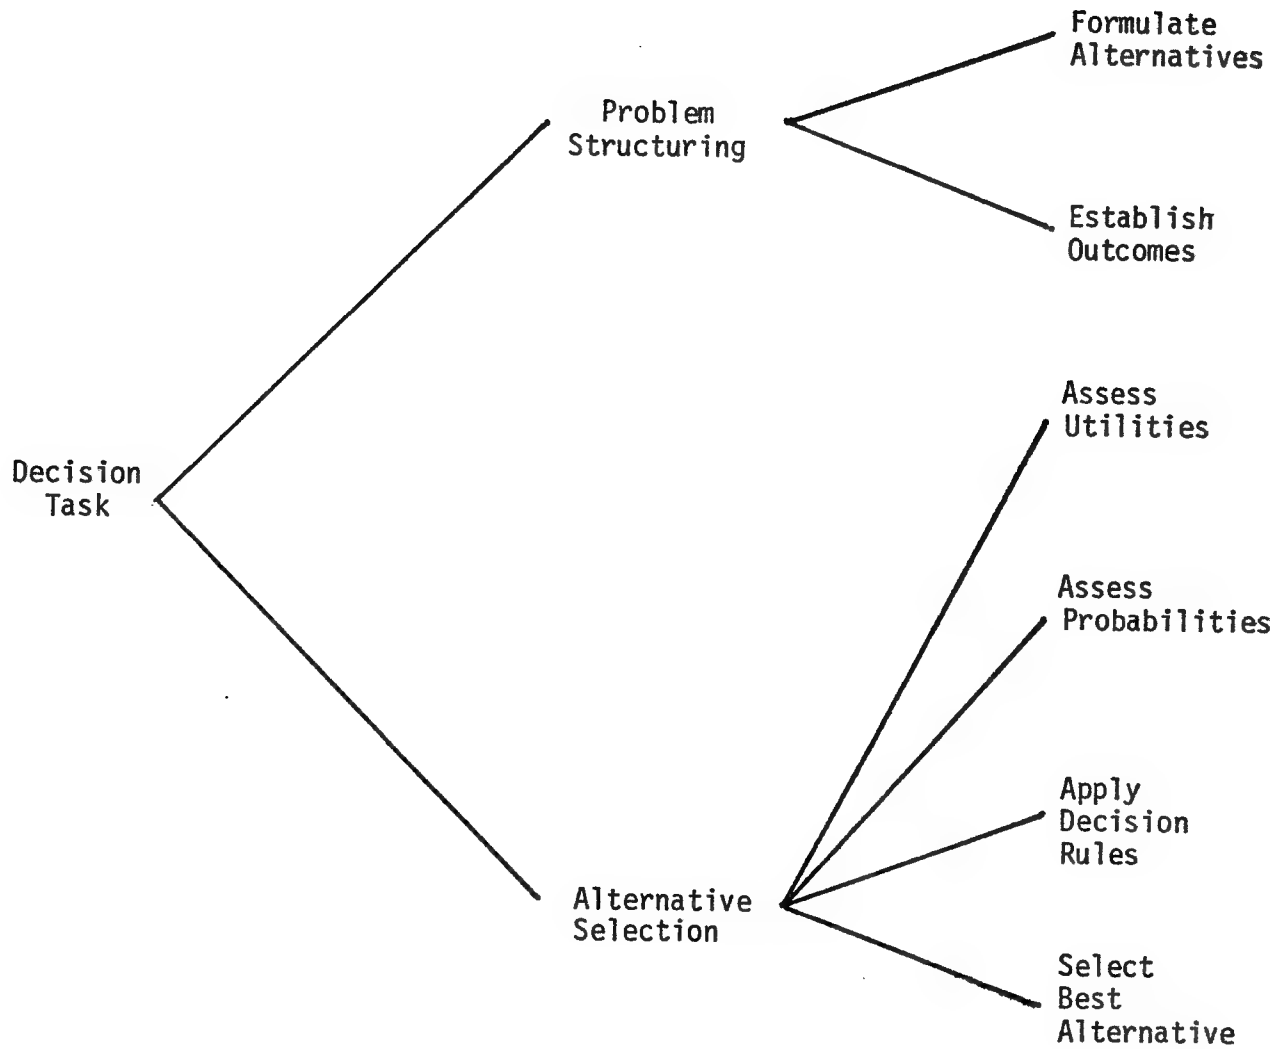 Formulate
Alternatives
Problem
Structuring
Establish
Outcomes
Assess
Utilities
Decision
Task
Assess
Probabilities
Apply
Decision
Rules
Alternative
Selection
Select
Best
Alternative